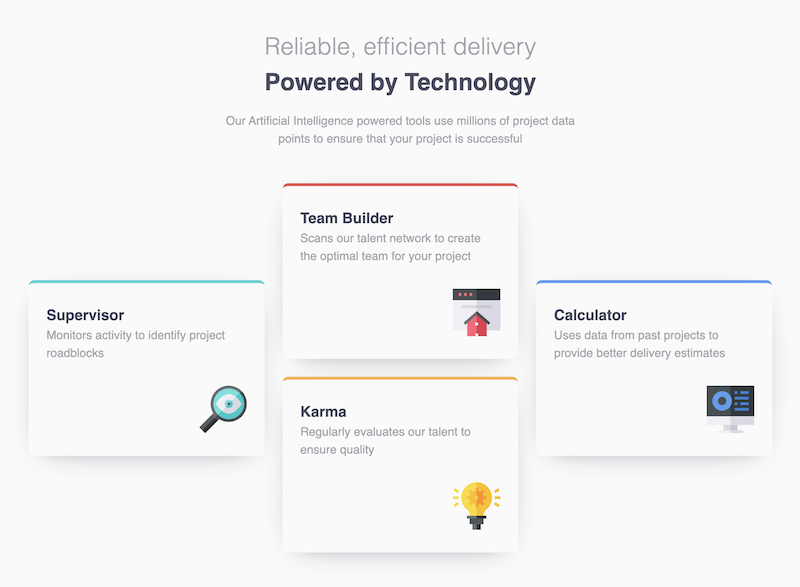 Reliable, efficient delivery
Powered by Technology
Our Artificial Intelligence powered tools use millions of project data
points to ensure that your project is successful
Supervisor
Monitors activity to identify project
roadblocks
Team Builder
Scans our talent network to create
the optimal team for your project
Karma
Regularly evaluates our talent to
ensure quality
Calculator
Uses data from past projects to
provide better delivery estimates